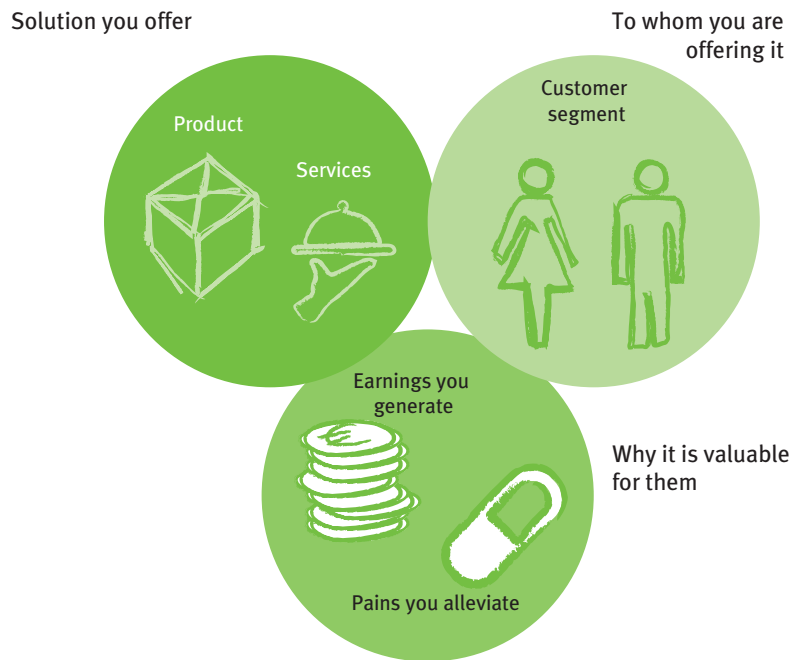 Solution you offer
To whom you are
offering it
Product
Services
Customer
segment
Earnings you
generate
Why it is valuable
for them
Pains you alleviate